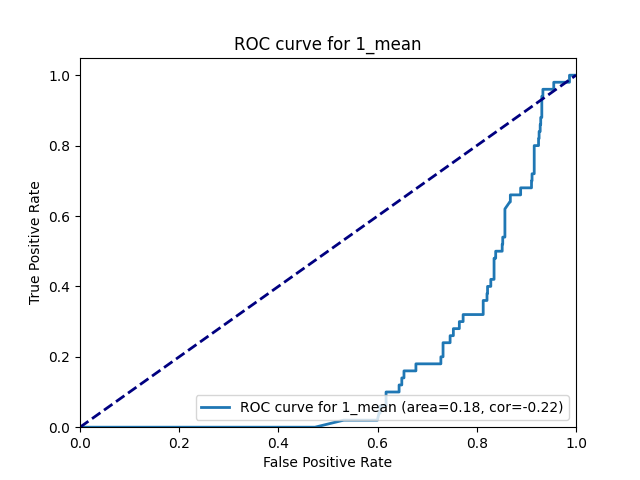 ROC curve for 1_mean
1.0
0.8
0.6
0.4
0.2
0.0
True Positive Rate
ROC curve for 1_mean (area=0.18, cor=-0.22)
0.0 0.2 0.4 0.6 0.8 1.0
False Positive Rate